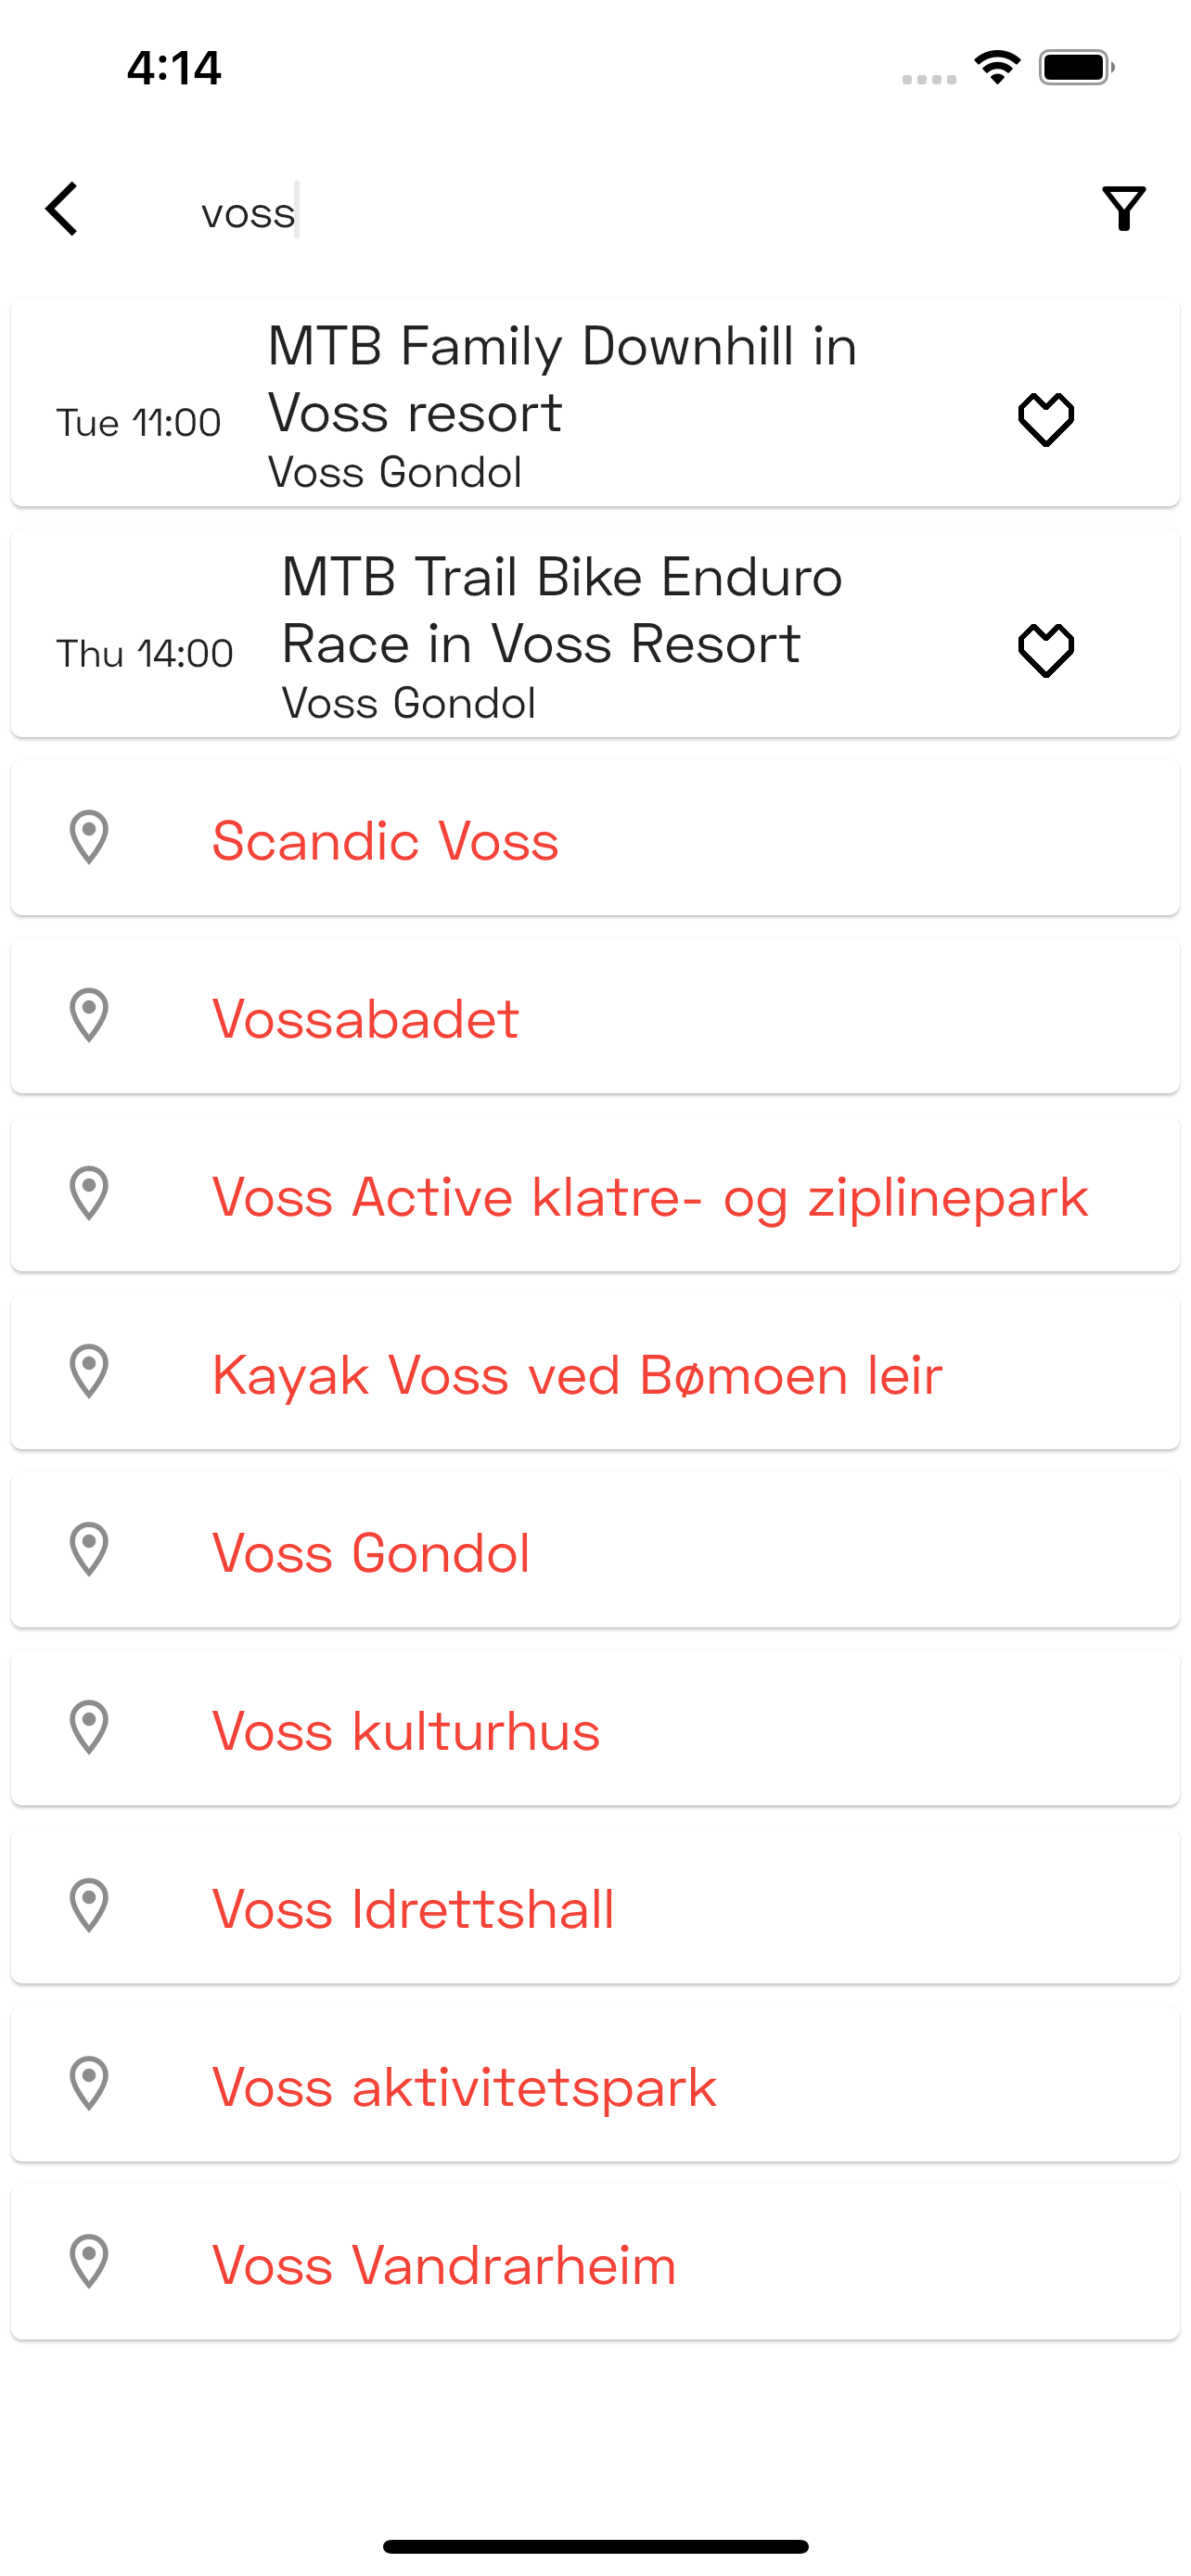 4:14
voss
MTB Family Downhill in
Voss resort
Tue 11:00
Voss Gondol
MTB Trail Bike Enduro
Race in Voss Resort
Thu 14:00
Voss Gondol
Scandic Voss
Vossabadet
Voss Active klatre- og ziplinepark
Kayak Voss ved Bømoen leir
Voss Gondol
Voss kulturhus
Voss Idrettshall
Voss aktivitetspark
Voss Vandrarheim